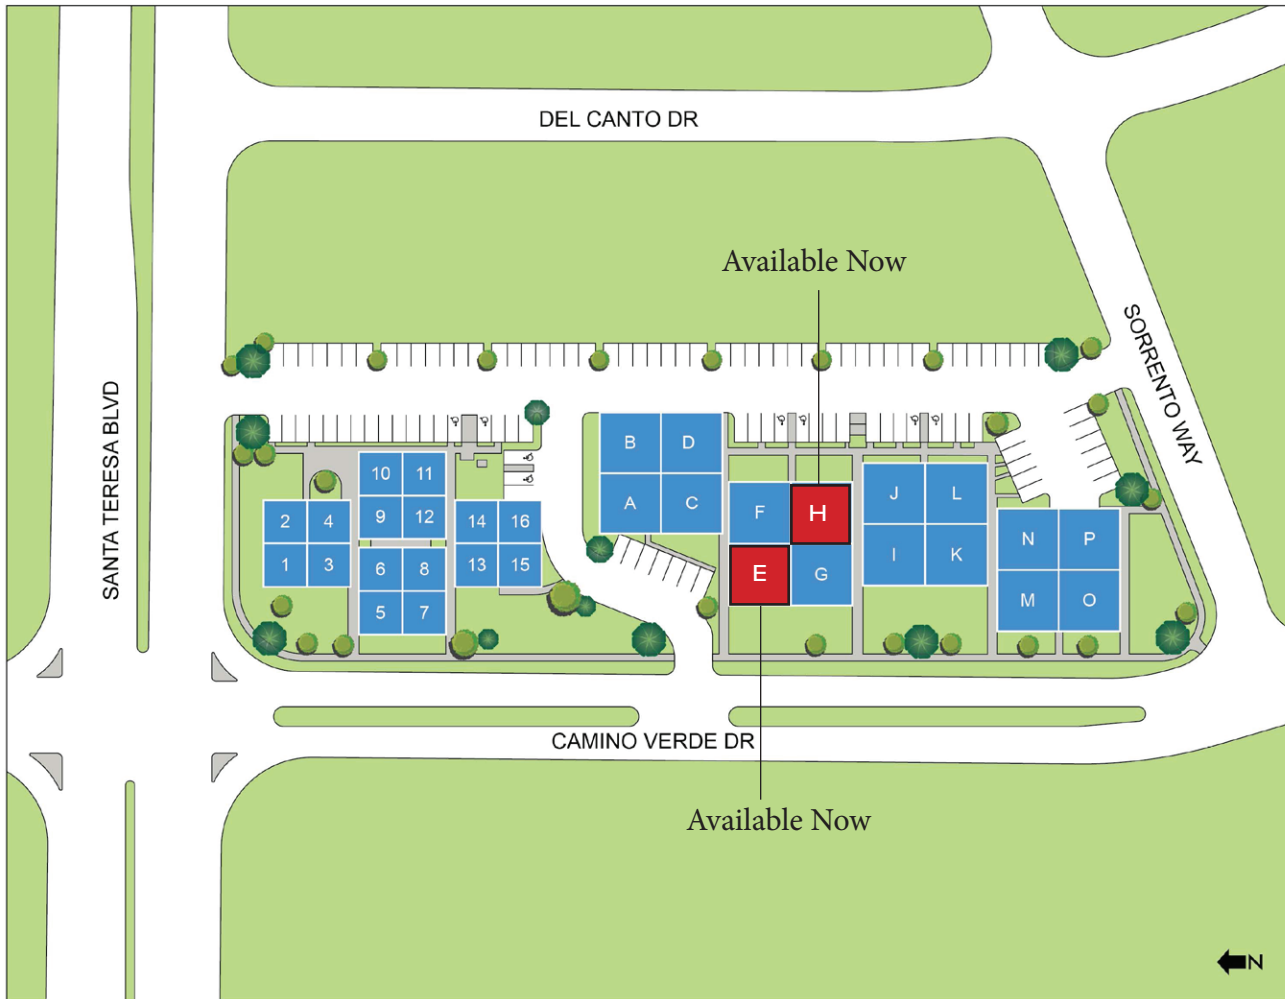 DEL CANTO DR
Available Now
SORRENTO WAY
SANTA TERESA BLVD
B D
A C
10 11
9 12
2 4
1 3
14 16
13 15
6 8
5 7
F H
E G
J L
I K
N P
M O
CAMINO VERDE DR
Available Now
N